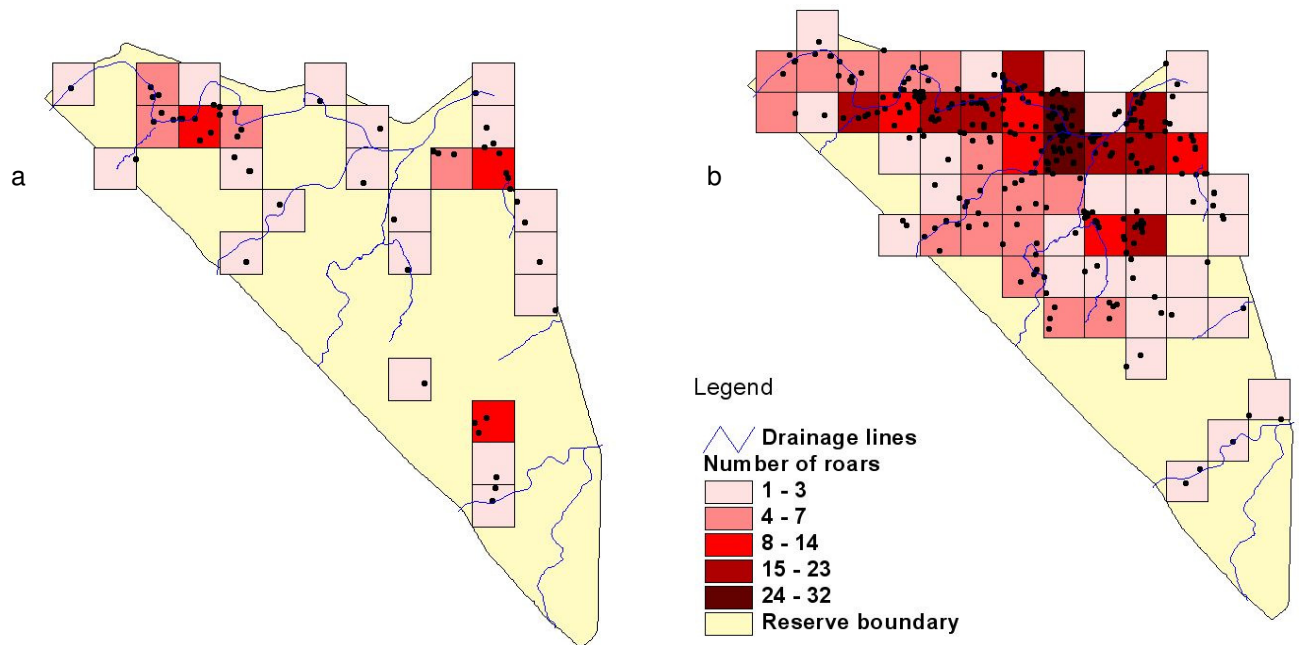 a
b
Legend
Drainage lines
Number of roars
1 - 3
4 - 7
8 - 14
15 - 23
24 - 32
Reserve boundary